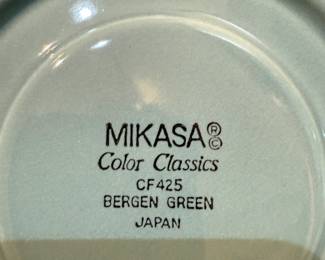 MIKASA®©
Color Classics
CF425
BERGEN GREEN
JAPAN